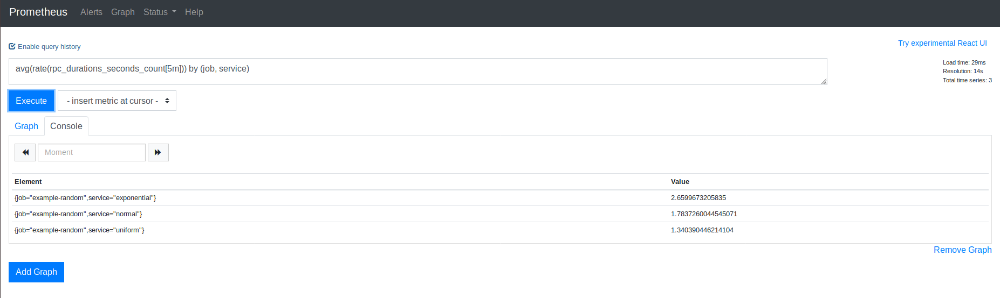 Prometheus Alerts Graph Status Help
Enable query history
Try experimental React UI
avg(rate(rpc_durations_seconds_count[5m])) by (job, service)
Load time: 29ms
Resolution: 14s
Total time series: 3
Execute - insert metric at cursor -
Graph Console
Moment
Element Value
{job="example-random",service="exponential"} 2.6599673205835
{job="example-random",service="normal"} 1.7837260044545071
{job="example-random",service="uniform"} 1.340390446214104
Remove Graph
Add Graph